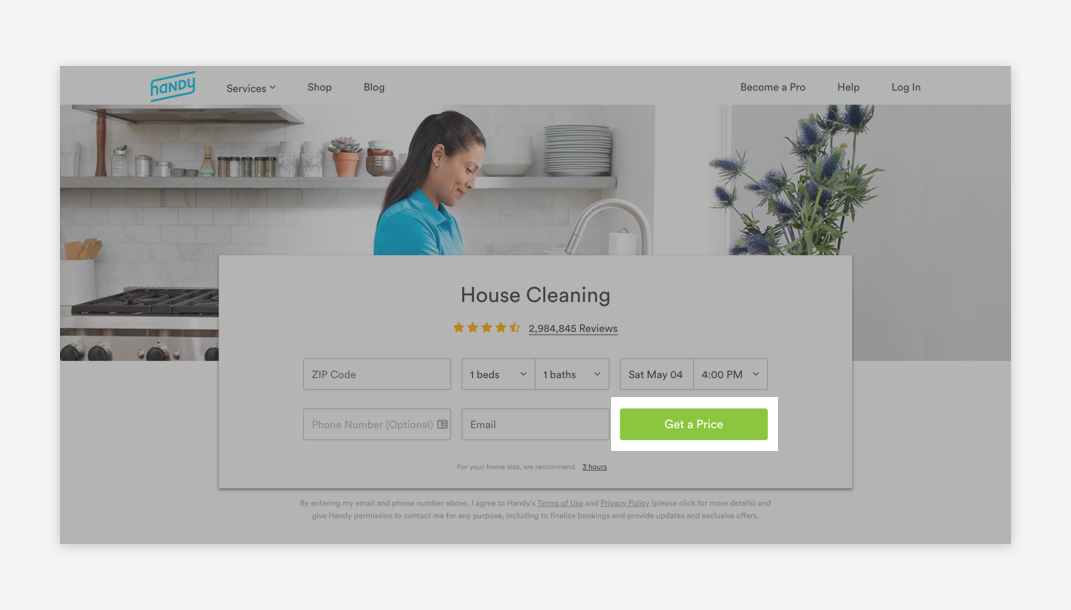 HANDY
Services
Shop
Blog
Become a Pro
Help
Log In
House Cleaning
2,984,845 Reviews
ZIP Code
1 beds
1 baths
Sat May 04
4:00 PM
Phone Number (Optional)
Email
Get a Price
For your home size, we recommend 3 hours
By entering my email and phone number above, I agree to Handy's Terms of Use and Privacy Policy (please click for more details) and
give Handy permission to contact me for any purpose, including to finalize bookings and provide updates and exclusive offers.